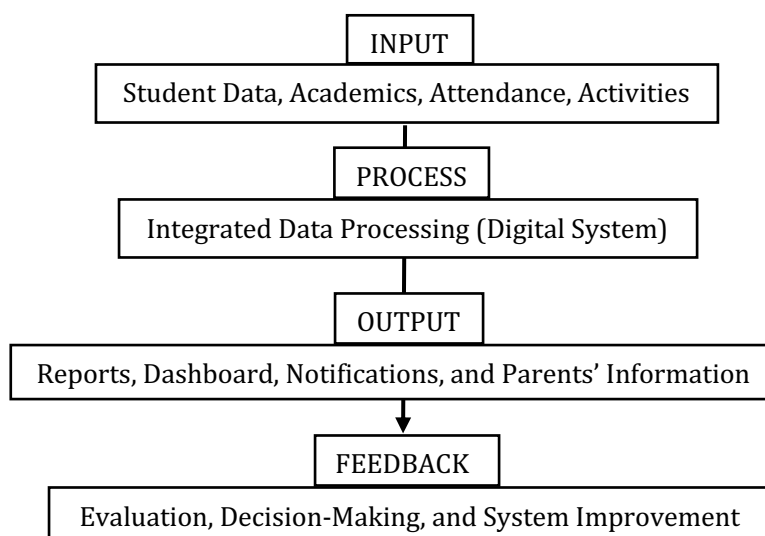 INPUT
Student Data, Academics, Attendance, Activities
PROCESS
Integrated Data Processing (Digital System)
OUTPUT
Reports, Dashboard, Notifications, and Parents’ Information
FEEDBACK
Evaluation, Decision-Making, and System Improvement